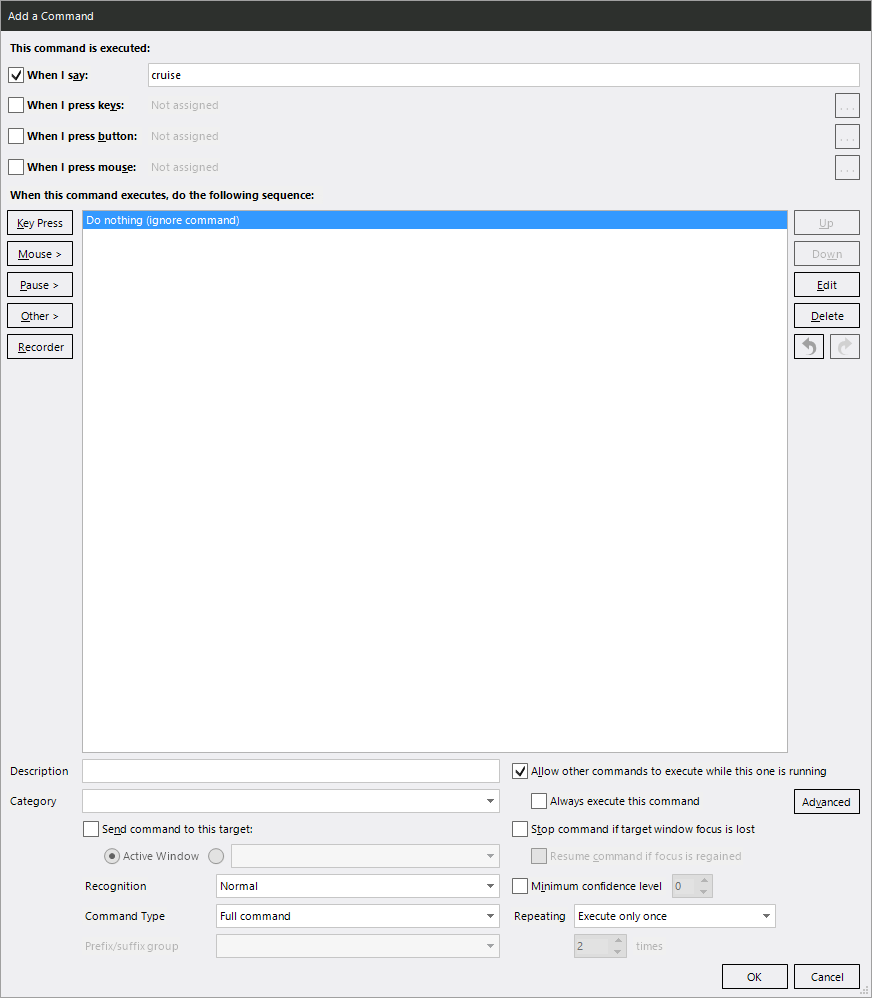 Add a Command
This command is executed:
When I say: cruise
When I press keys: Not assigned ...
When I press button: Not assigned ...
When I press mouse: Not assigned ...
When this command executes, do the following sequence:
Key Press Do nothing (ignore command) Up
Mouse > Down
Pause > Edit
Other > Delete
Recorder
Description Allow other commands to execute while this one is running
Category Always execute this command Advanced
Send command to this target: Stop command if target window focus is lost
Active Window Resume command if focus is regained
Recognition Normal Minimum confidence level 0
Command Type Full command Repeating Execute only once
Prefix/suffix group 2 times
OK Cancel